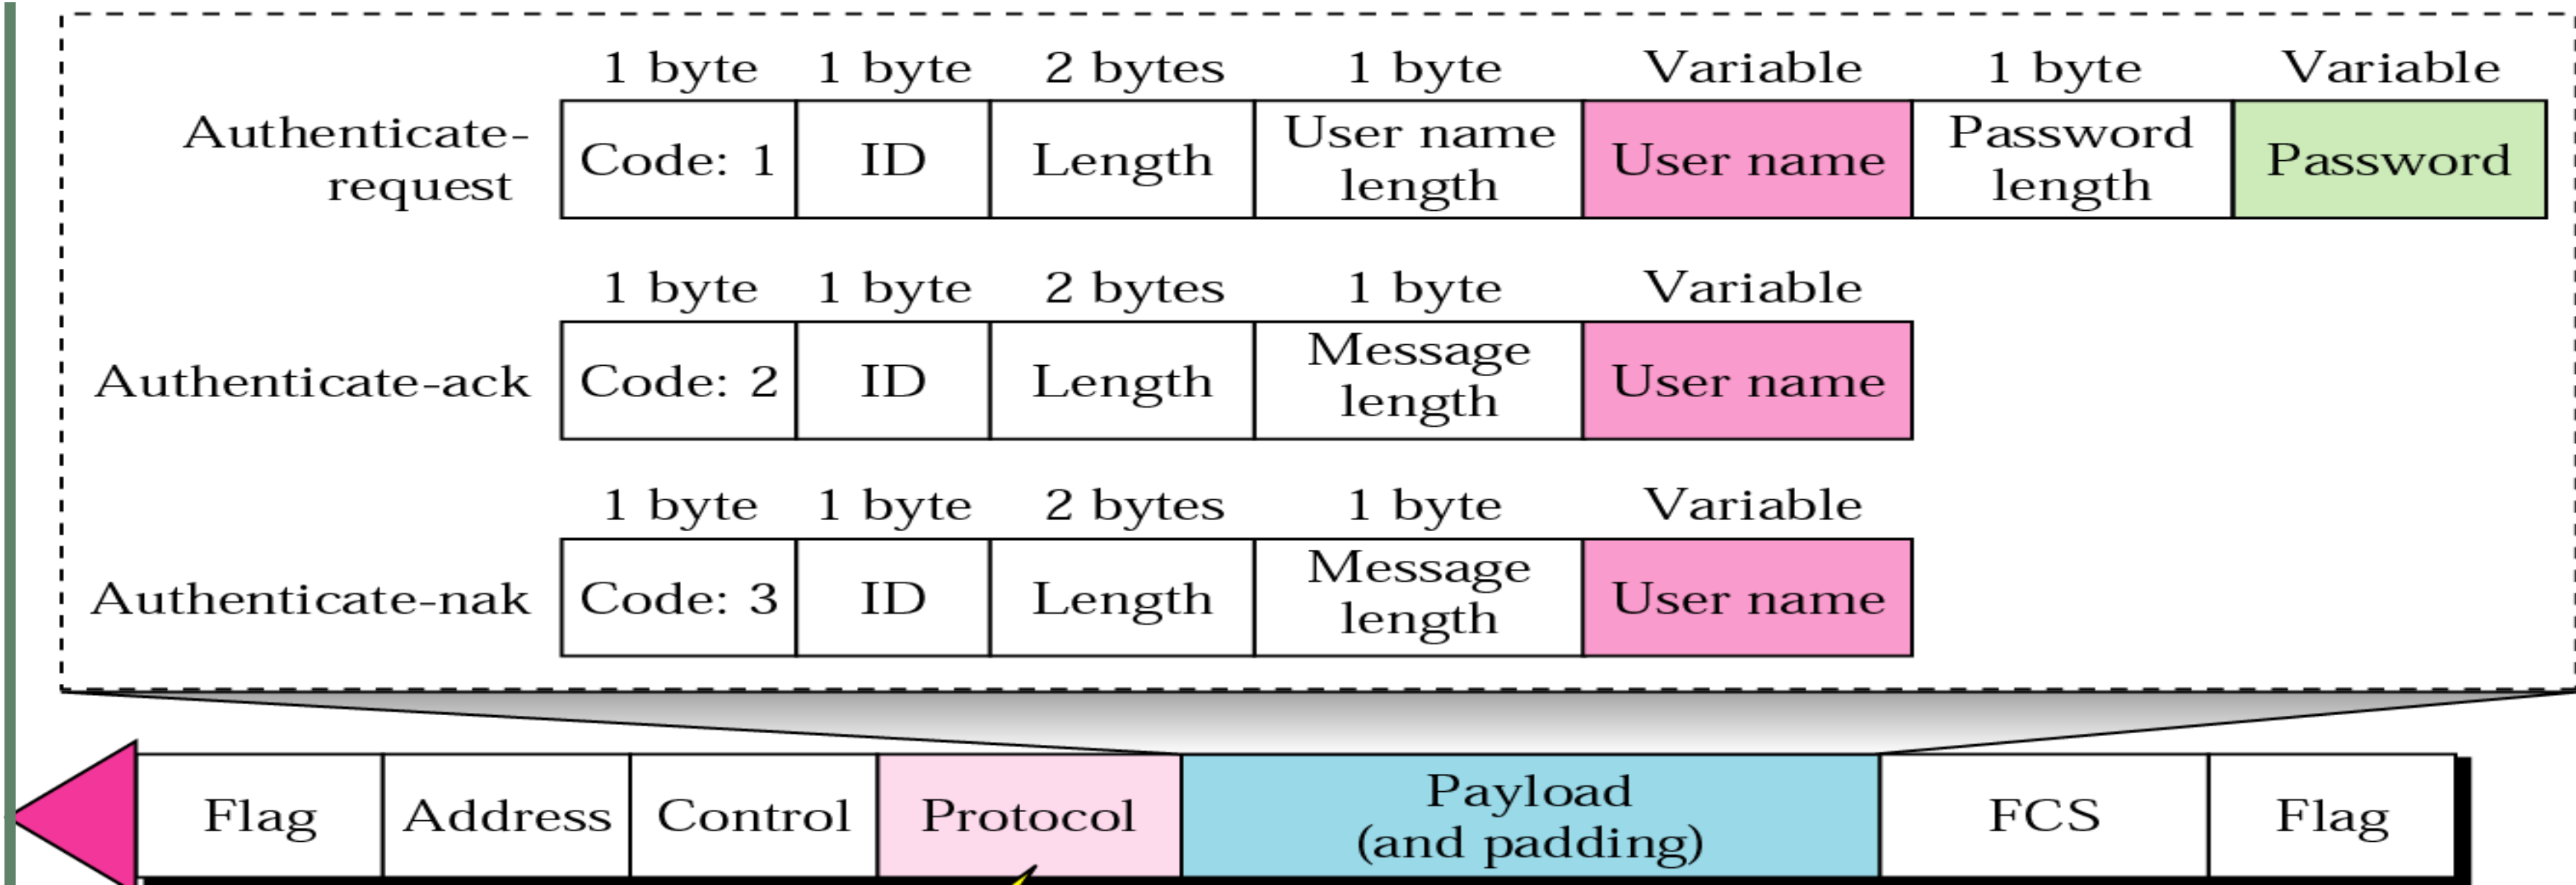 1 byte 1 byte 2 bytes 1 byte Variable 1 byte Variable
Authenticate-
request
Code: 1 ID Length
User name
length
User name
Password
length
Password
1 byte 1 byte 2 bytes 1 byte Variable
Authenticate-ack Code: 2 ID Length
Message
length
User name
1 byte 1 byte 2 bytes 1 byte Variable
Authenticate-nak Code: 3 ID Length
Message
length
User name
Flag Address Control Protocol
Payload
(and padding)
FCS Flag